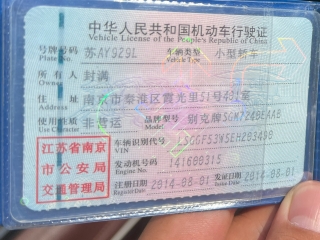 中华人民共和国机动车行驶证
Vehicle License of the People's Republic of China
号牌号码 苏AY929L 车辆类型 小型轿车
Plate No. Vehicle Type
所有人 封满
Owner
住址 南京市秦淮区霞光里51号401室
Address
使用性质 非营运 品牌型号 别克牌SGM7240EAAB
Use Character Model
江苏省南京
市公安局
交通管理局
车辆识别代号
VIN
发动机号码 141680315
Engine No.
注册日期 2014-08-01 发证日期 2014-08-01
Register Date Issue Date